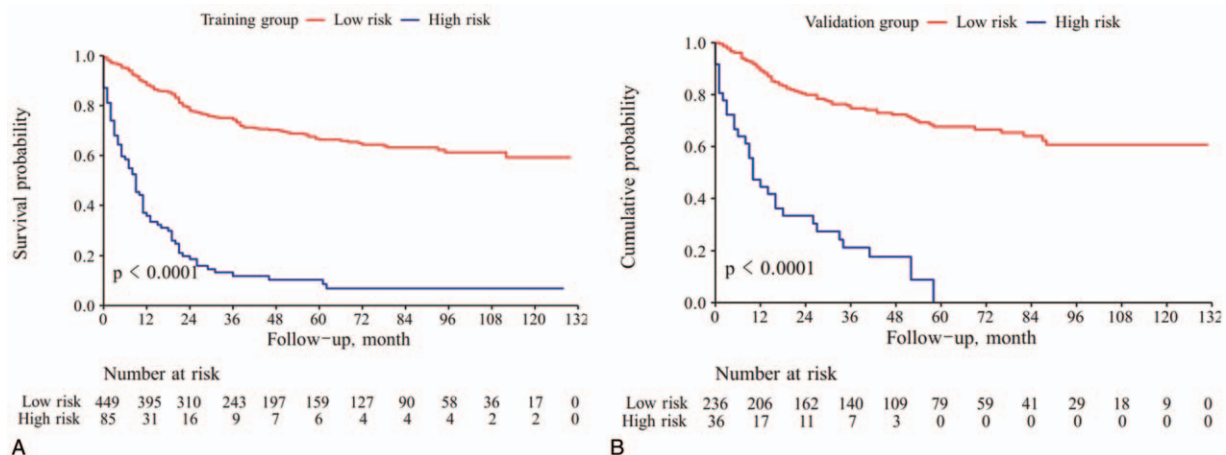 Training group Low risk High risk
Survival probability
1.0
0.8
0.6
0.4
0.2
0.0
p < 0.0001
0 12 24 36 48 60 72 84 96 108 120 132
Follow-up, month
Number at risk
Low risk 449 395 310 243 197 159 127 90 58 36 17 0
High risk 85 31 16 9 7 6 4 4 4 2 2 0
A
Validation group Low risk High risk
Cumulative probability
1.0
0.8
0.6
0.4
0.2
0.0
p < 0.0001
0 12 24 36 48 60 72 84 96 108 120 132
Follow-up, month
Number at risk
Low risk 236 206 162 140 109 79 59 41 29 18 9 0
High risk 36 17 11 7 3 0 0 0 0 0 0 0
B